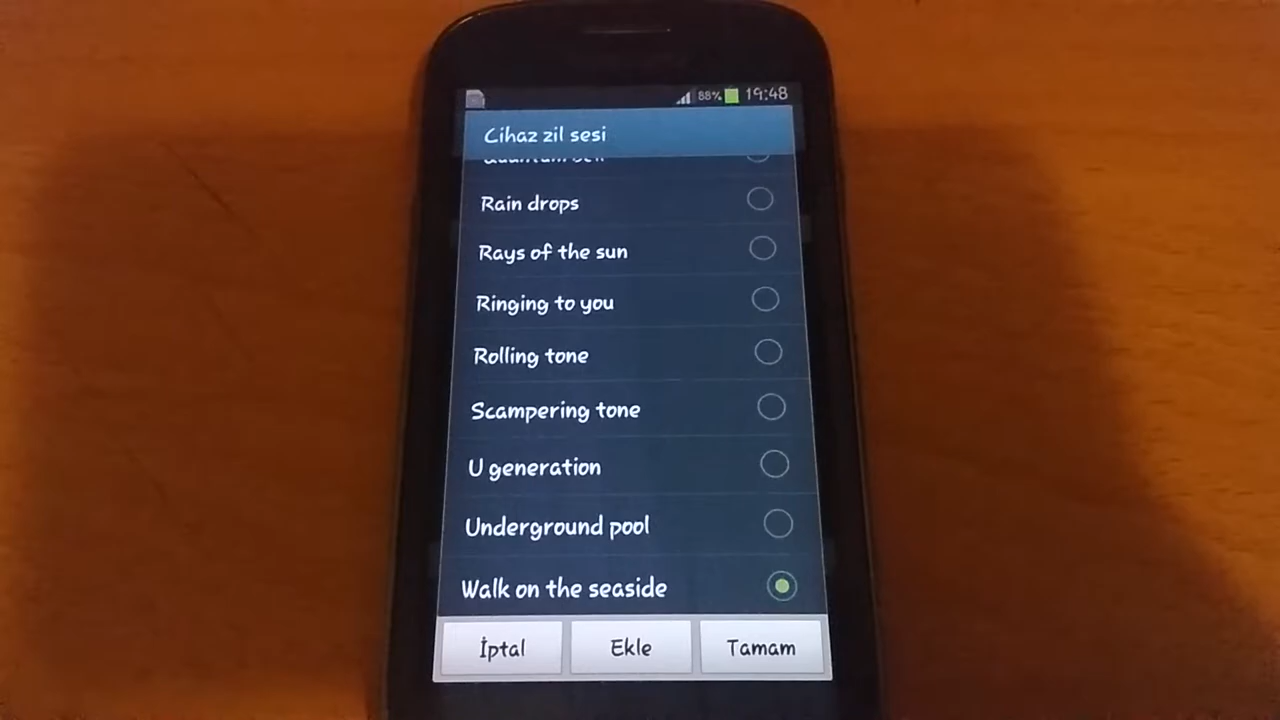 88% 19:48
Cihaz zil sesi
Rain drops
Rays of the sun
Ringing to you
Rolling tone
Scampering tone
U generation
Underground pool
Walk on the seaside
İptal Ekle Tamam